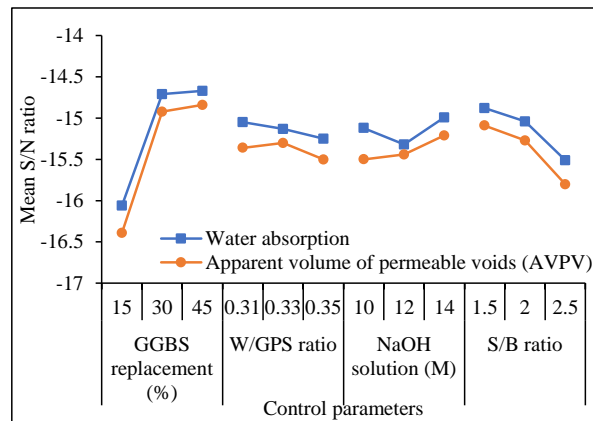 -14
-14.5
-15
-15.5
-16
-16.5
-17
Mean S/N ratio
Water absorption
Apparent volume of permeable voids (AVPV)
15 30 45 0.31 0.33 0.35 10 12 14 1.5 2 2.5
GGBS replacement (%)
W/GPS ratio
NaOH solution (M)
S/B ratio
Control parameters